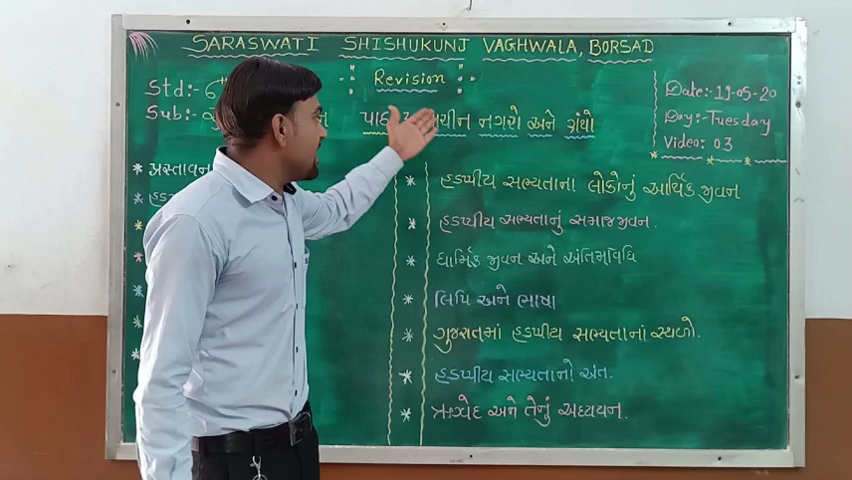 SARASWATI SHISHUKUNJ VAGHWALA, BORSAD
Revision
Std:- 6th
Sub:-
પ્રાચીન નગરો અને ગ્રંથો
Date:- 19-05-20
Day:- Tuesday
Video: 03
* પ્રસ્તાવના
* હડપ્પીય સભ્યતાના લોકોનું આર્થિક જીવન
* હડપ્પીય સભ્યતાનું સમાજજીવન.
* ધાર્મિક જીવન અને અંતિમવિધિ
* લિપિ અને ભાષા
* ગુજરાતમાં હડપ્પીય સભ્યતાનાં સ્થળો.
* હડપ્પીય સભ્યતાનો અંત.
* ઋગ્વેદ અને તેનું અધ્યયન.